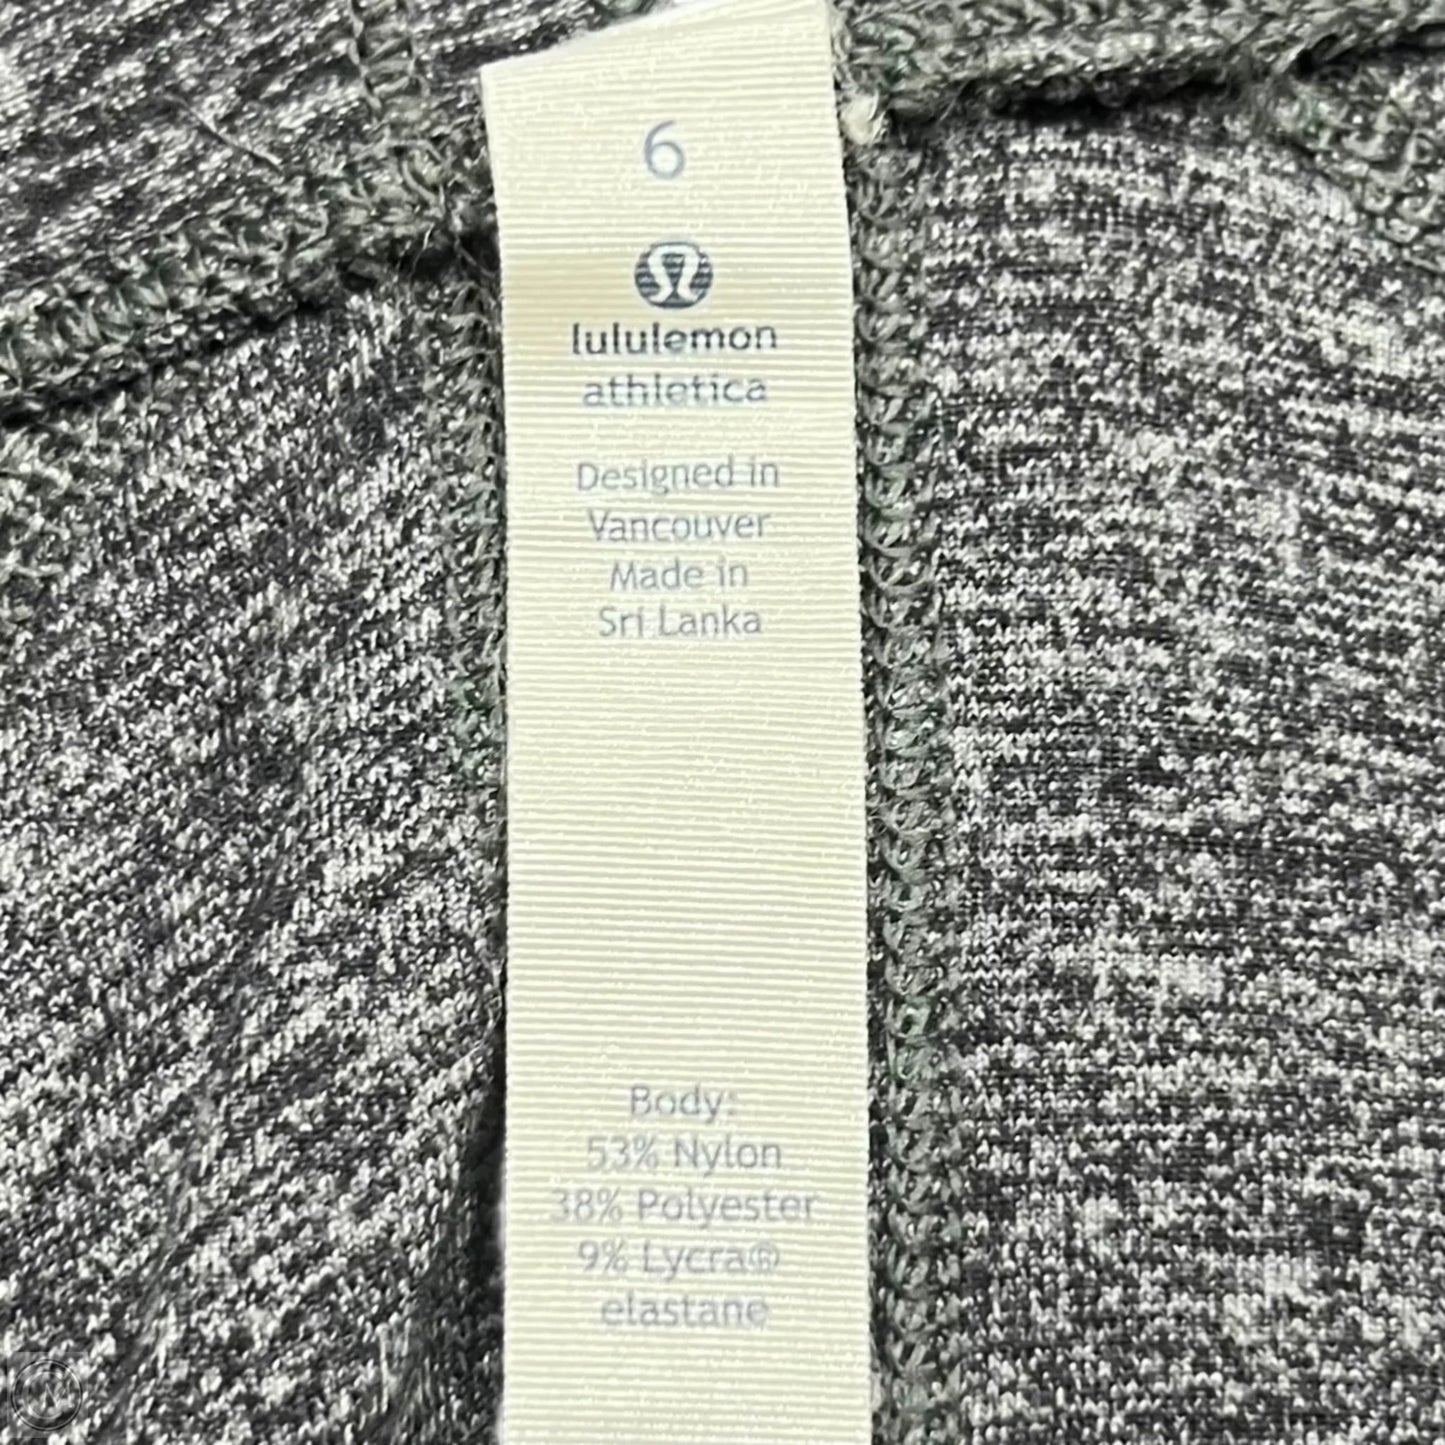 6
lululemon
athletica
Designed in
Vancouver
Made in
Sri Lanka
Body:
53% Nylon
38% Polyester
9% Lycra®
elastane